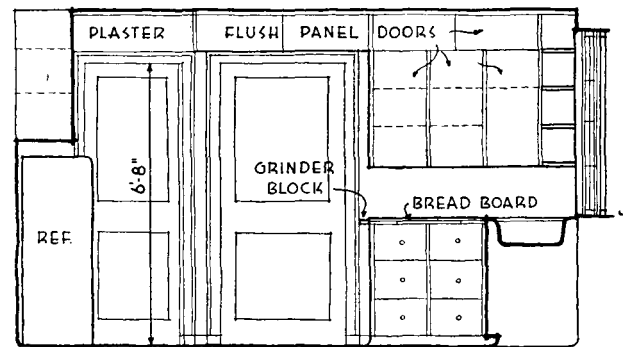 PLASTER FLUSH PANEL DOORS
6'-8"
GRINDER
BLOCK
BREAD BOARD
REF.